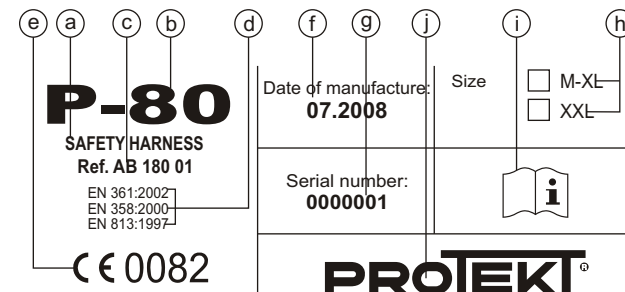 e a c b d f g j i h
P-80
SAFETY HARNESS
Ref. AB 180 01
EN 361:2002
EN 358:2000
EN 813:1997
CE 0082
Date of manufacture:
07.2008
Size
M-XL
XXL
Serial number:
0000001
i
PROTEKT®